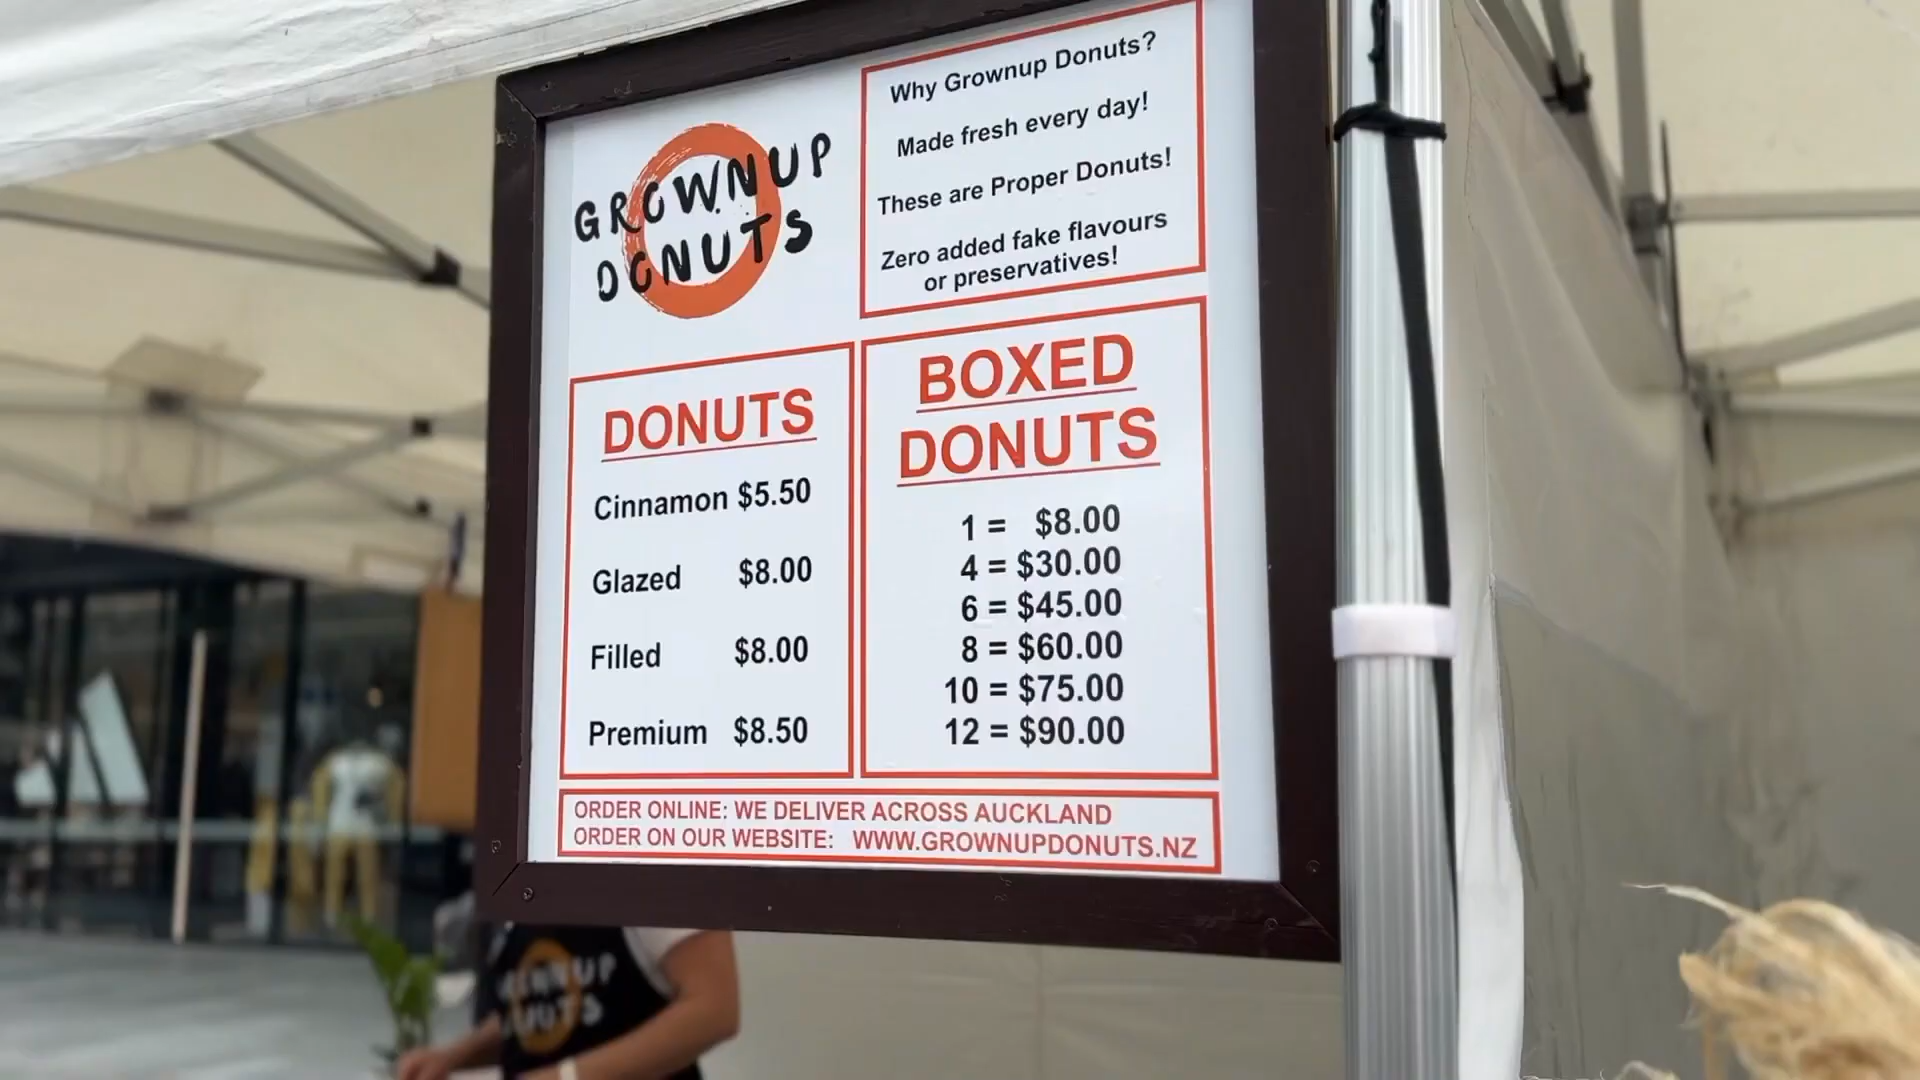 GROWNUP
DONUTS
Why Grownup Donuts?
Made fresh every day!
These are Proper Donuts!
Zero added fake flavours
or preservatives!
DONUTS
Cinnamon $5.50
Glazed $8.00
Filled $8.00
Premium $8.50
BOXED
DONUTS
1 = $8.00
4 = $30.00
6 = $45.00
8 = $60.00
10 = $75.00
12 = $90.00
ORDER ONLINE: WE DELIVER ACROSS AUCKLAND
ORDER ON OUR WEBSITE: WWW.GROWNUPDONUTS.NZ